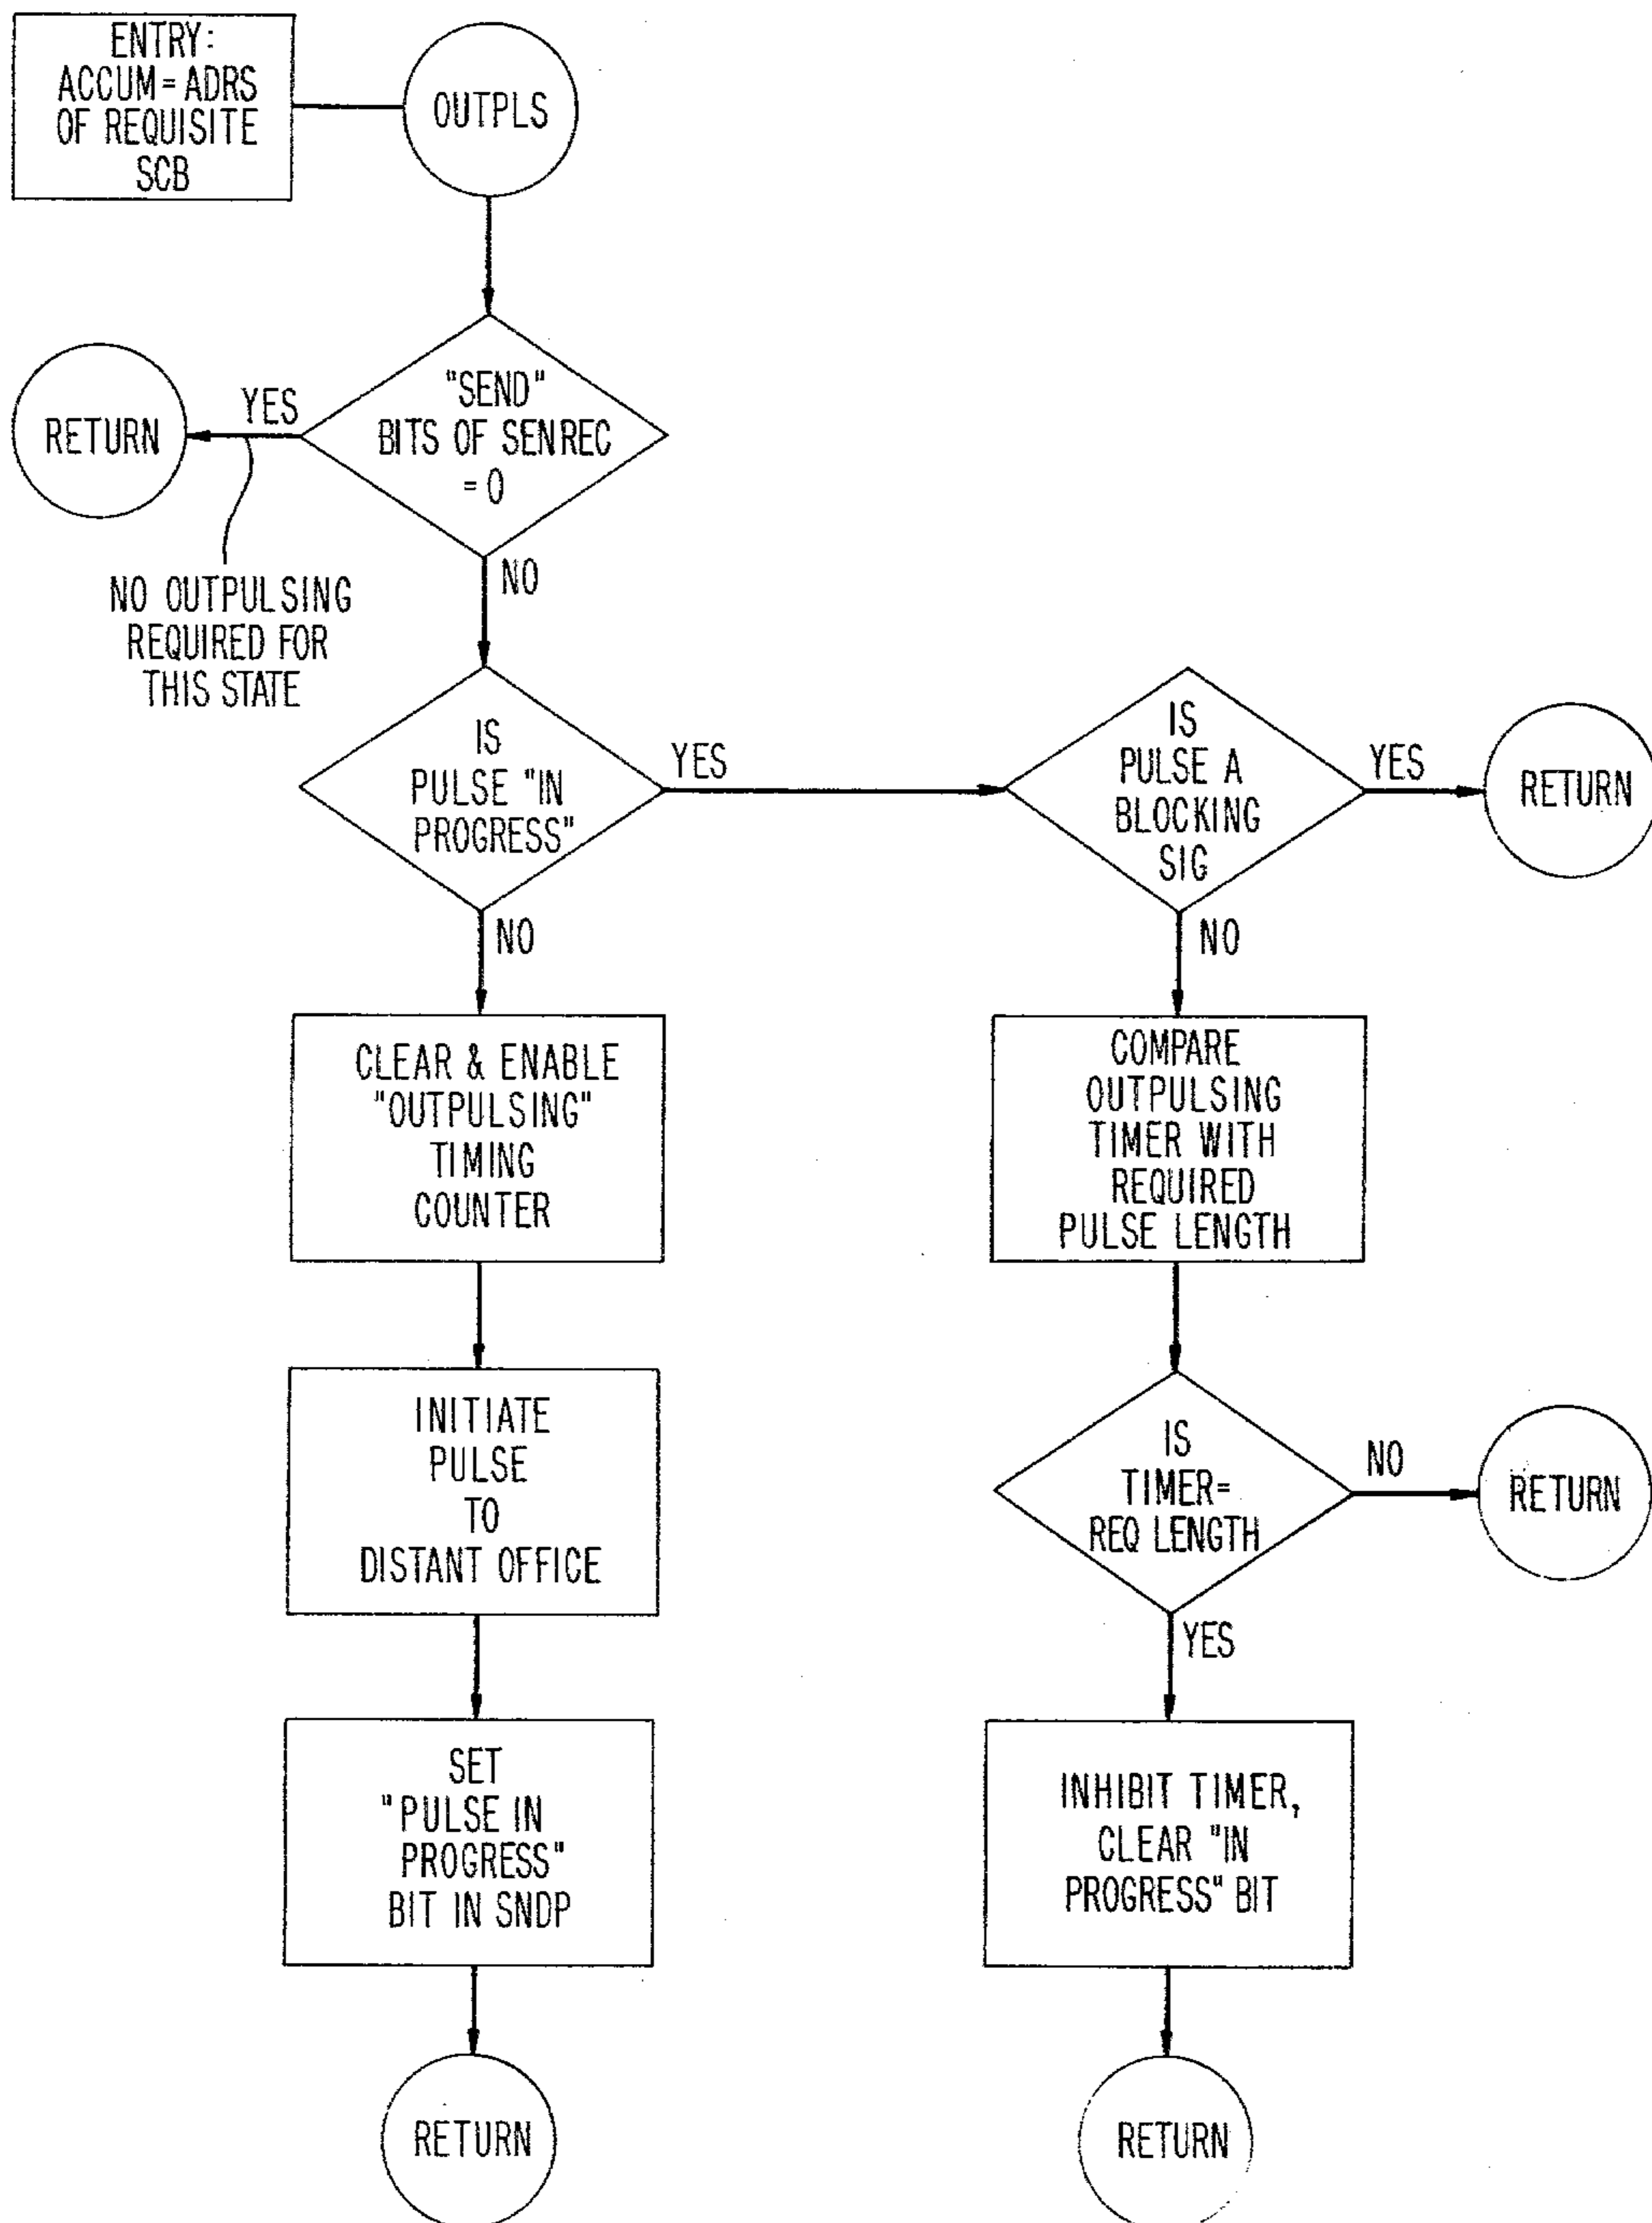 ENTRY:
ACCUM = ADRS
OF REQUISITE
SCB
OUTPLS
"SEND"
BITS OF SENREC
= 0
YES
RETURN
NO OUTPULSING
REQUIRED FOR
THIS STATE
NO
IS
PULSE "IN
PROGRESS"
YES
IS
PULSE A
BLOCKING
SIG
YES
RETURN
NO
NO
CLEAR & ENABLE
"OUTPULSING"
TIMING
COUNTER
COMPARE
OUTPULSING
TIMER WITH
REQUIRED
PULSE LENGTH
INITIATE
PULSE
TO
DISTANT OFFICE
IS
TIMER=
REQ LENGTH
NO
RETURN
YES
SET
"PULSE IN
PROGRESS"
BIT IN SNDP
INHIBIT TIMER,
CLEAR "IN
PROGRESS" BIT
RETURN
RETURN